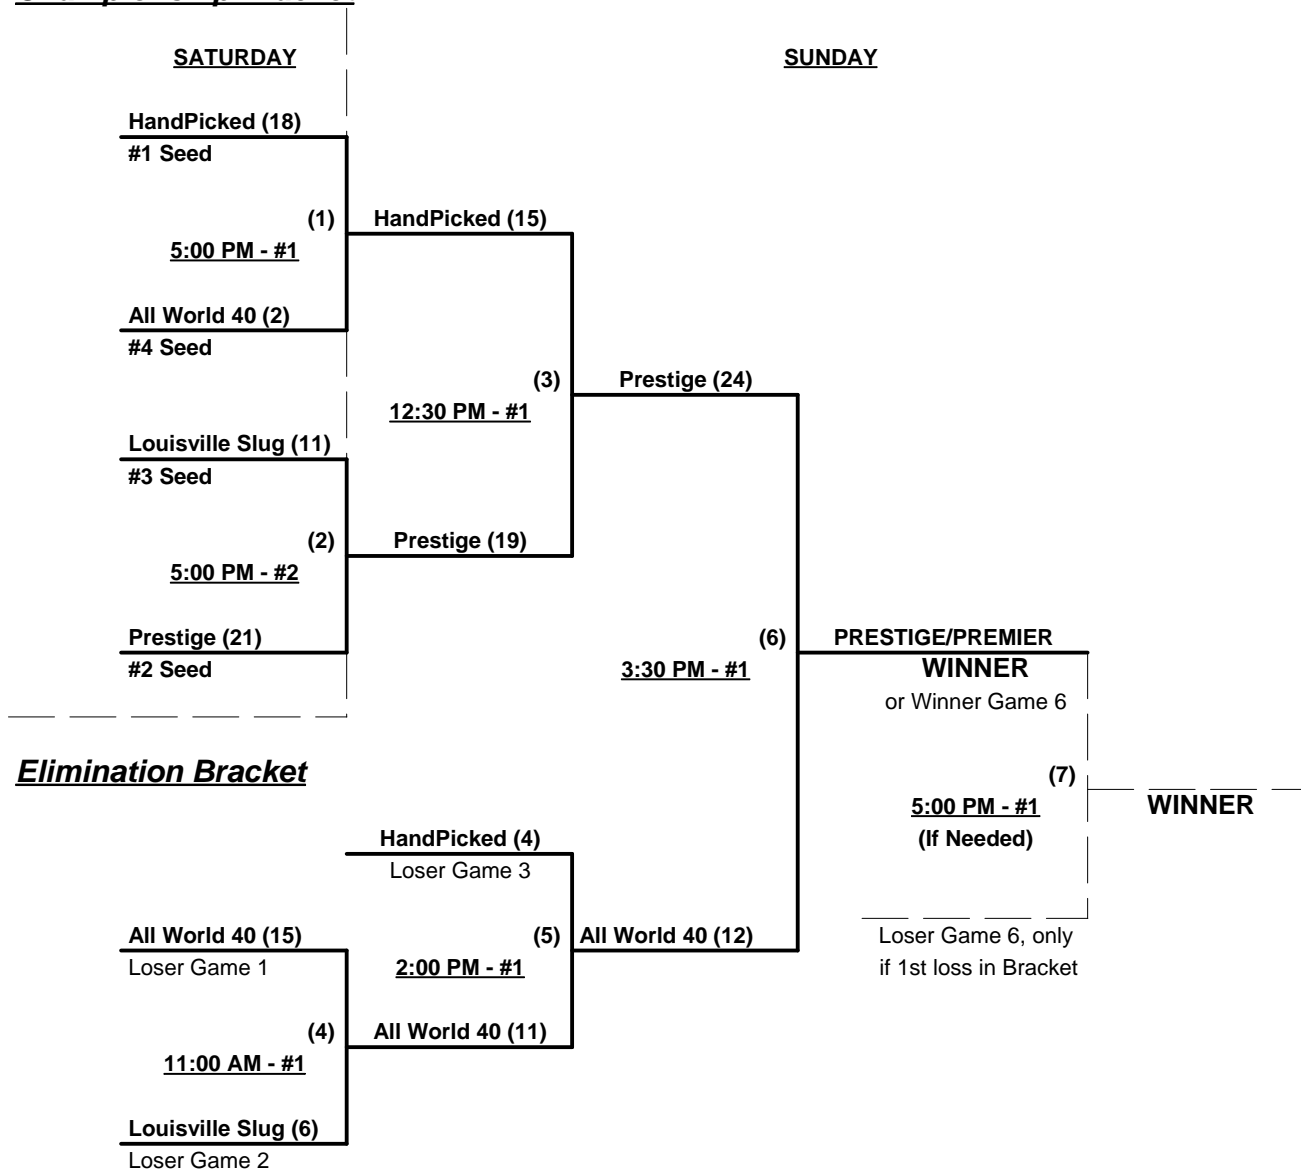 SATURDAY
SUNDAY
HandPicked (18)
#1 Seed
(1)
HandPicked (15)
5:00 PM - #1
All World 40 (2)
#4 Seed
(3)
Prestige (24)
12:30 PM - #1
Louisville Slug (11)
#3 Seed
(2)
Prestige (19)
5:00 PM - #2
Prestige (21)
#2 Seed
(6)
PRESTIGE/PREMIER
3:30 PM - #1
WINNER
or Winner Game 6
Elimination Bracket
(7)
5:00 PM - #1
WINNER
(If Needed)
HandPicked (4)
Loser Game 3
All World 40 (15)
Loser Game 1
(5)
All World 40 (12)
2:00 PM - #1
Loser Game 6, only
if 1st loss in Bracket
(4)
All World 40 (11)
11:00 AM - #1
Louisville Slug (6)
Loser Game 2